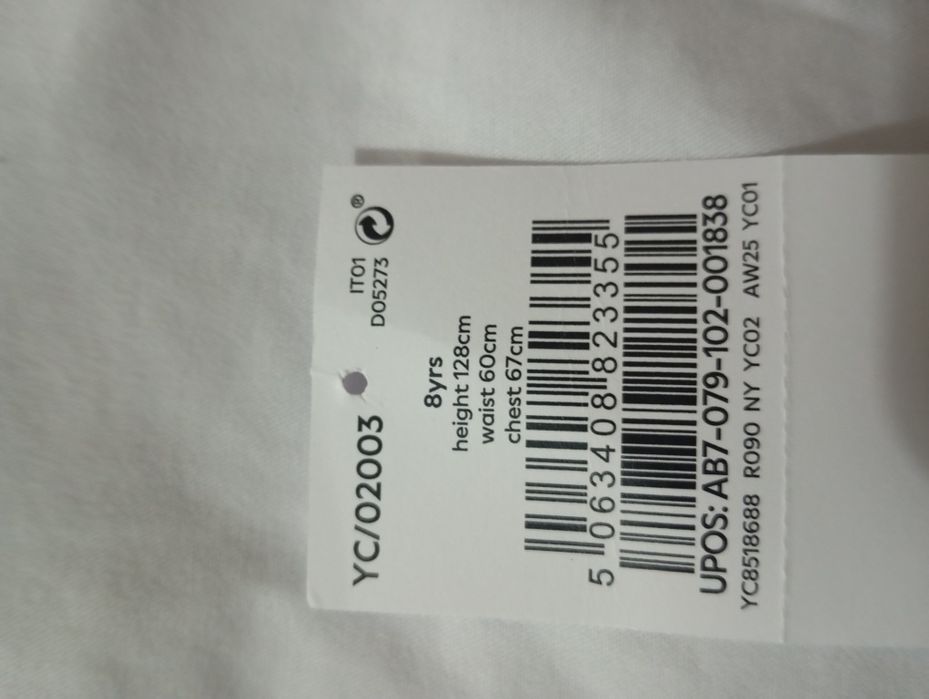 YC/02003
IT01
D05273
®
8yrs
height 128cm
waist 60cm
chest 67cm
5 063408 823355
UPOS: AB7-079-102-001838
YC8518688 R090 NY YC02 AW25 YC01